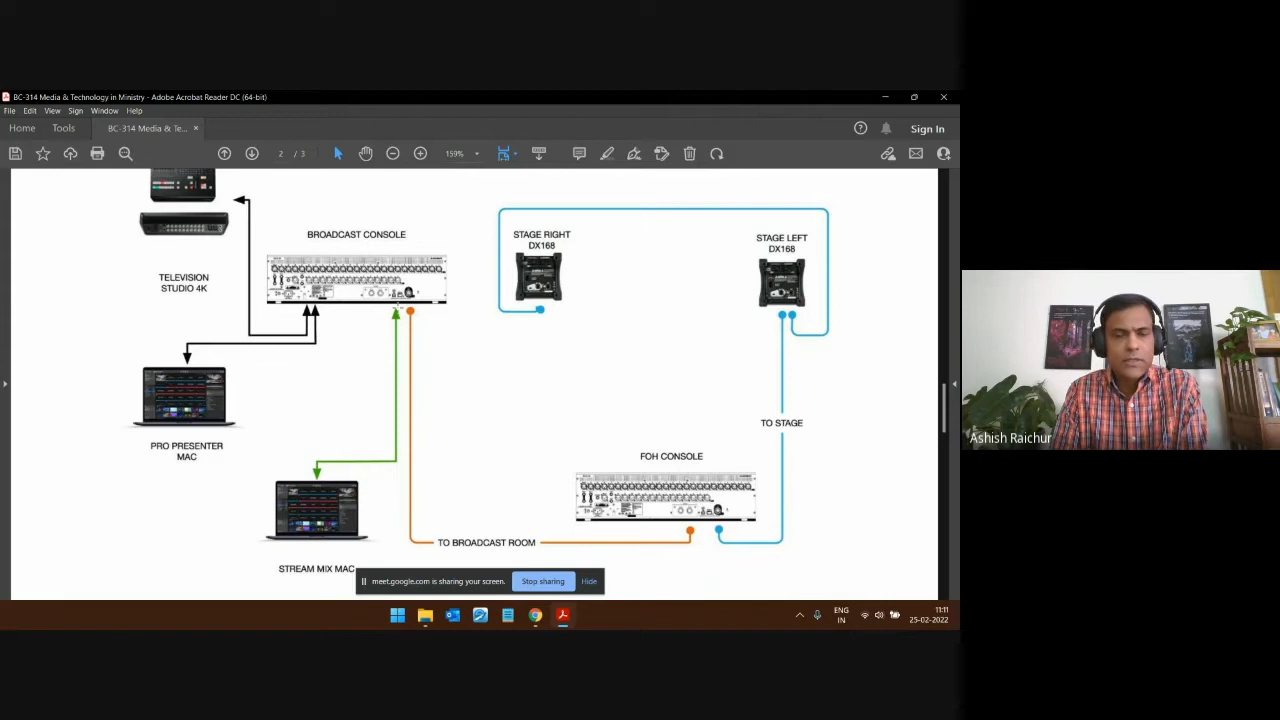 BC-314 Media & Technology in Ministry - Adobe Acrobat Reader DC (64-bit)
File Edit View Sign Window Help
Home Tools BC-314 Media & Te... × Sign In
2 / 3 159%
BROADCAST CONSOLE
STAGE RIGHT
DX168
STAGE LEFT
DX168
TELEVISION
STUDIO 4K
PRO PRESENTER
MAC
TO STAGE
FOH CONSOLE
TO BROADCAST ROOM
STREAM MIX MAC
meet.google.com is sharing your screen. Stop sharing Hide
Ashish Raichur
ENG
IN
11:11
25-02-2022